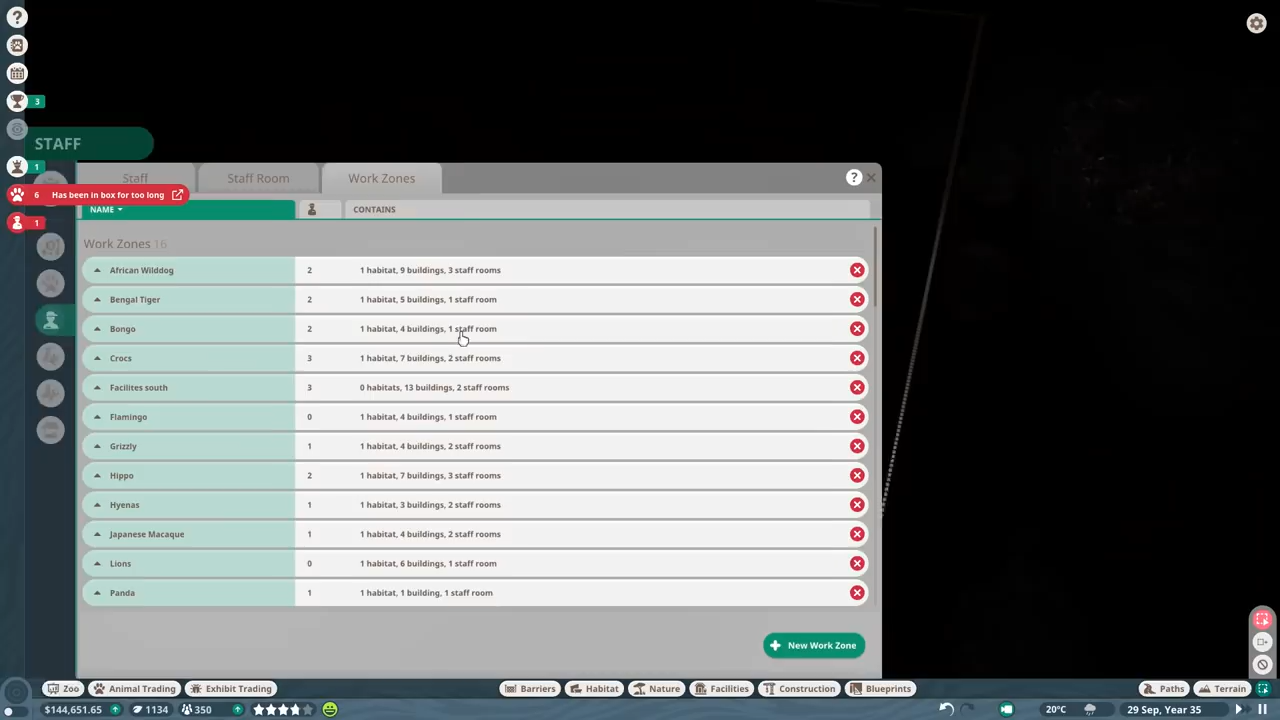 3
STAFF
1
6 Has been in box for too long
1
Staff
Staff Room
Work Zones
?
NAME
CONTAINS
Work Zones 16
African Wilddog 2 1 habitat, 9 buildings, 3 staff rooms
Bengal Tiger 2 1 habitat, 5 buildings, 1 staff room
Bongo 2 1 habitat, 4 buildings, 1 staff room
Crocs 3 1 habitat, 7 buildings, 2 staff rooms
Facilites south 3 0 habitats, 13 buildings, 2 staff rooms
Flamingo 0 1 habitat, 4 buildings, 1 staff room
Grizzly 1 1 habitat, 4 buildings, 2 staff rooms
Hippo 2 1 habitat, 7 buildings, 3 staff rooms
Hyenas 1 1 habitat, 3 buildings, 2 staff rooms
Japanese Macaque 1 1 habitat, 4 buildings, 2 staff rooms
Lions 0 1 habitat, 6 buildings, 1 staff room
Panda 1 1 habitat, 1 building, 1 staff room
New Work Zone
Zoo Animal Trading Exhibit Trading Barriers Habitat Nature Facilities Construction Blueprints Paths Terrain
$144,651.65 1134 350 20°C 29 Sep, Year 35